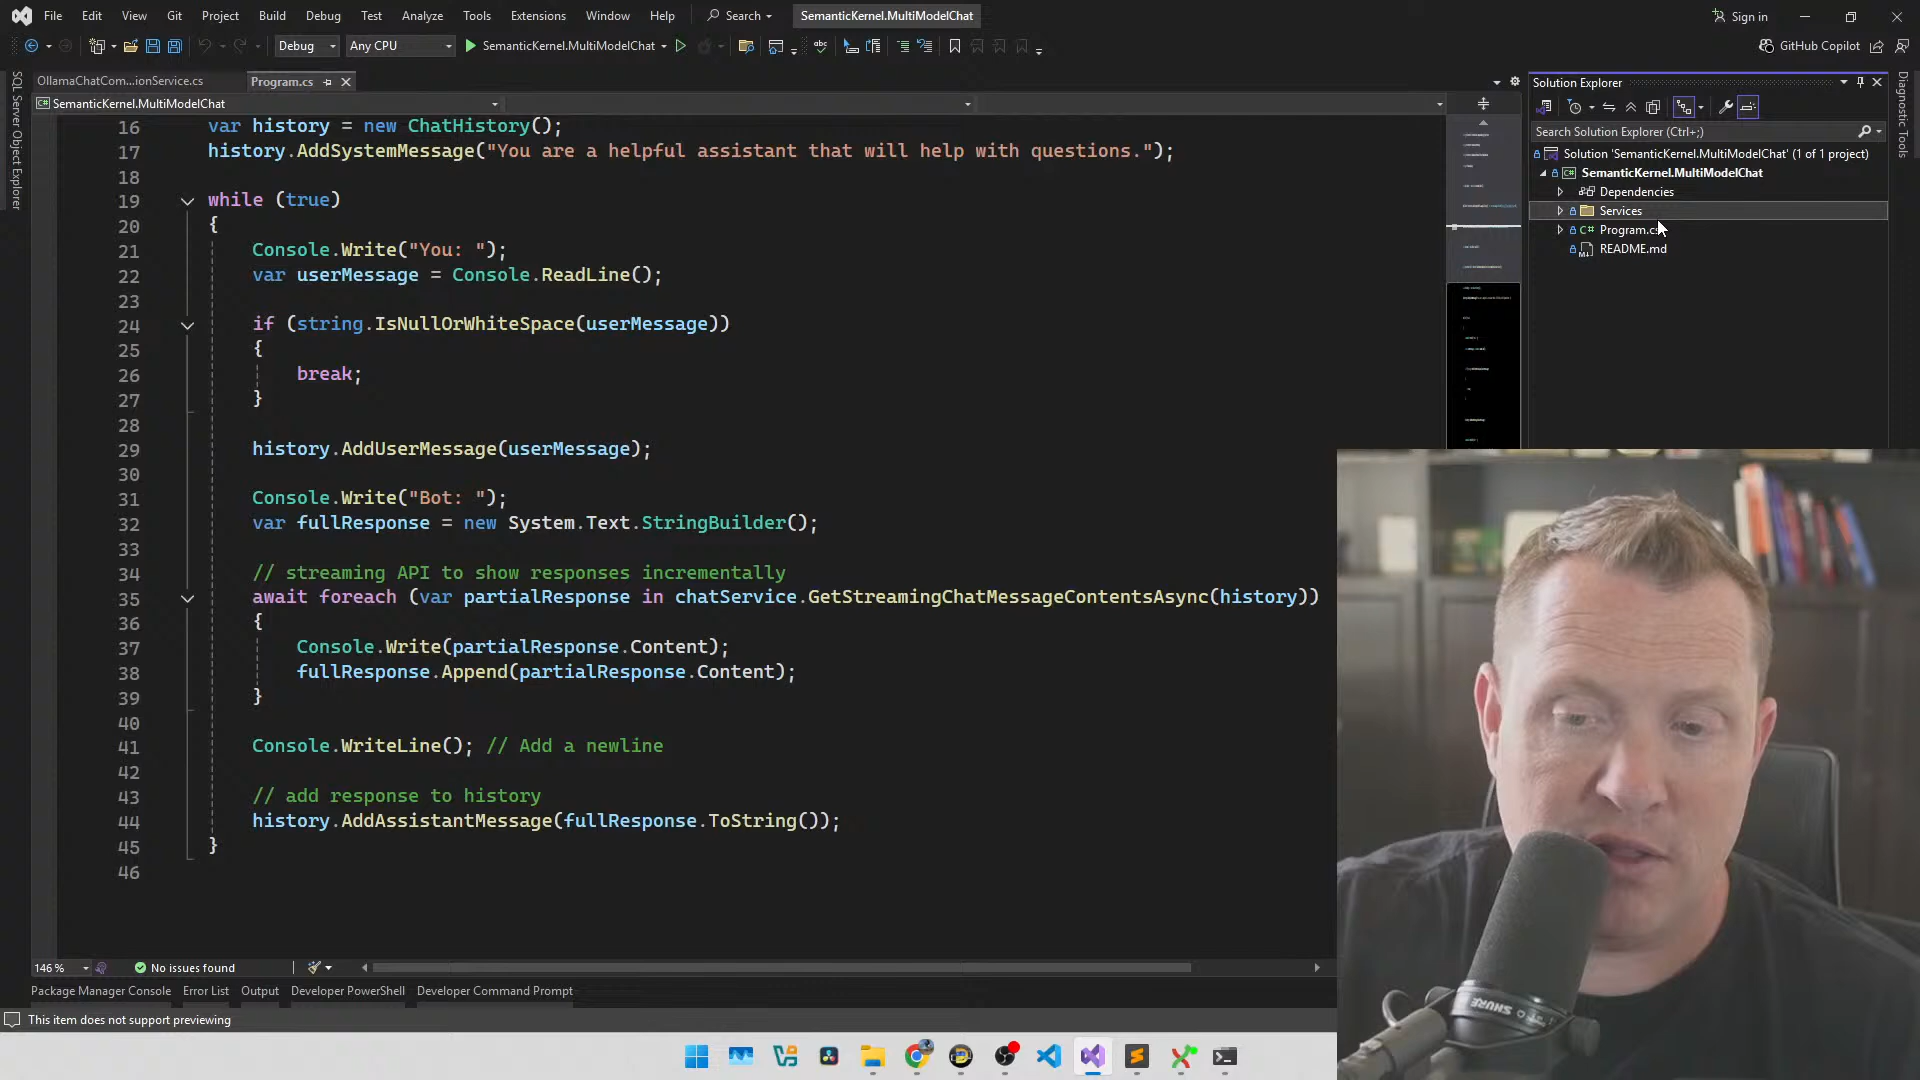 File Edit View Git Project Build Debug Test Analyze Tools Extensions Window Help Search SemanticKernel.MultiModelChat Sign in
Debug Any CPU SemanticKernel.MultiModelChat GitHub Copilot
OllamaChatCom...ionService.cs Program.cs
SemanticKernel.MultiModelChat
SQL Server Object Explorer
16 var history = new ChatHistory();
17 history.AddSystemMessage("You are a helpful assistant that will help with questions.");
18
19 while (true)
20 {
21 Console.Write("You: ");
22 var userMessage = Console.ReadLine();
23
24 if (string.IsNullOrWhiteSpace(userMessage))
25 {
26 break;
27 }
28
29 history.AddUserMessage(userMessage);
30
31 Console.Write("Bot: ");
32 var fullResponse = new System.Text.StringBuilder();
33
34 // streaming API to show responses incrementally
35 await foreach (var partialResponse in chatService.GetStreamingChatMessageContentsAsync(history))
36 {
37 Console.Write(partialResponse.Content);
38 fullResponse.Append(partialResponse.Content);
39 }
40
41 Console.WriteLine(); // Add a newline
42
43 // add response to history
44 history.AddAssistantMessage(fullResponse.ToString());
45 }
46
146 % No issues found
Package Manager Console Error List Output Developer PowerShell Developer Command Prompt
This item does not support previewing
Solution Explorer
Search Solution Explorer (Ctrl+;)
Solution 'SemanticKernel.MultiModelChat' (1 of 1 project)
SemanticKernel.MultiModelChat
Dependencies
Services
Program.cs
README.md
Diagnostic Tools
SHURE